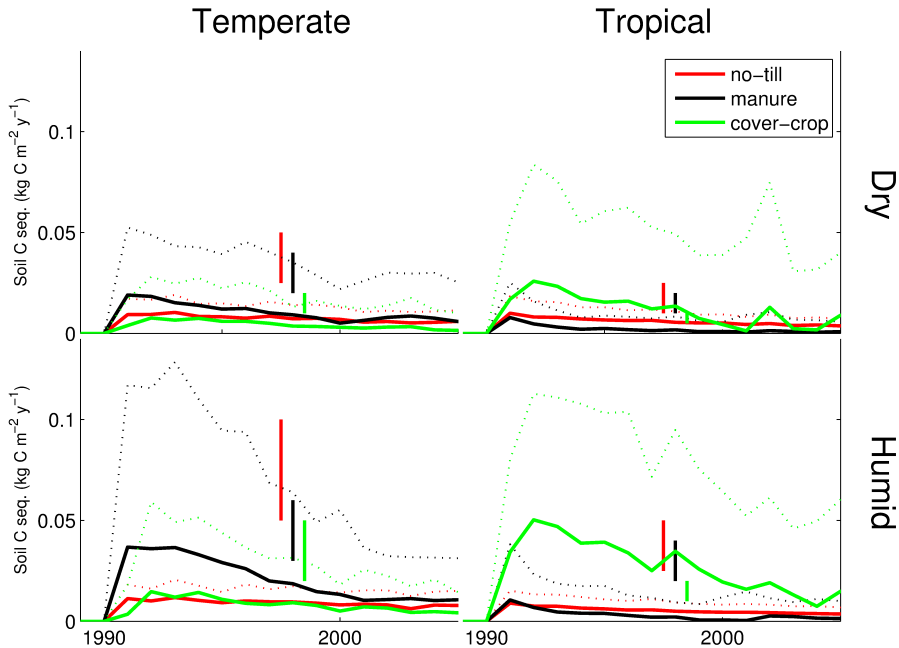 Temperate
Tropical
Soil C seq. (kg C m⁻² y⁻¹)
0.1
0.05
0
no−till
manure
cover−crop
Dry
Soil C seq. (kg C m⁻² y⁻¹)
0.1
0.05
0
1990
2000
1990
2000
Humid